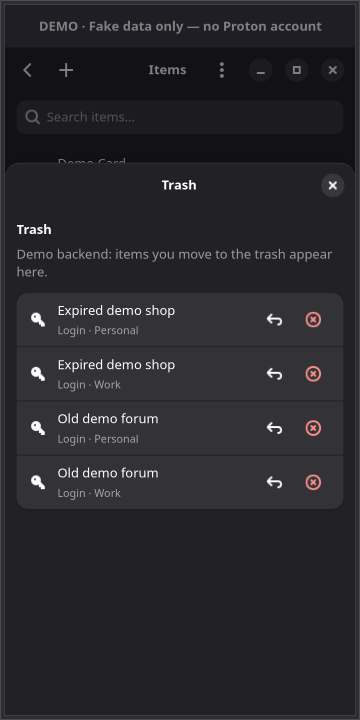 DEMO · Fake data only — no Proton account
Items
Search items...
Demo Card
Trash
Trash
Demo backend: items you move to the trash appear
here.
Expired demo shop
Login · Personal
Expired demo shop
Login · Work
Old demo forum
Login · Personal
Old demo forum
Login · Work